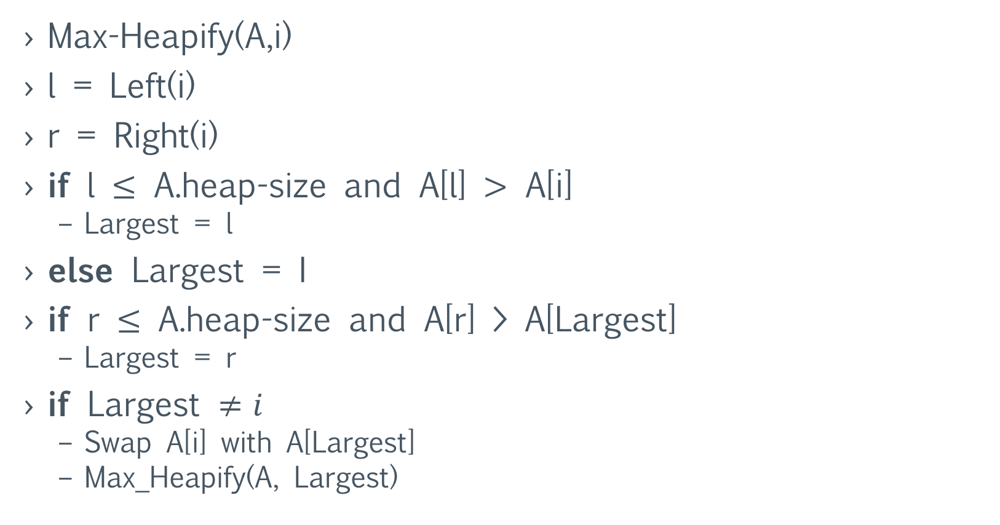 › Max-Heapify(A,i)
› l = Left(i)
› r = Right(i)
› if l ≤ A.heap-size and A[l] > A[i]
– Largest = l
› else Largest = I
› if r ≤ A.heap-size and A[r] > A[Largest]
– Largest = r
› if Largest ≠ i
– Swap A[i] with A[Largest]
– Max_Heapify(A, Largest)